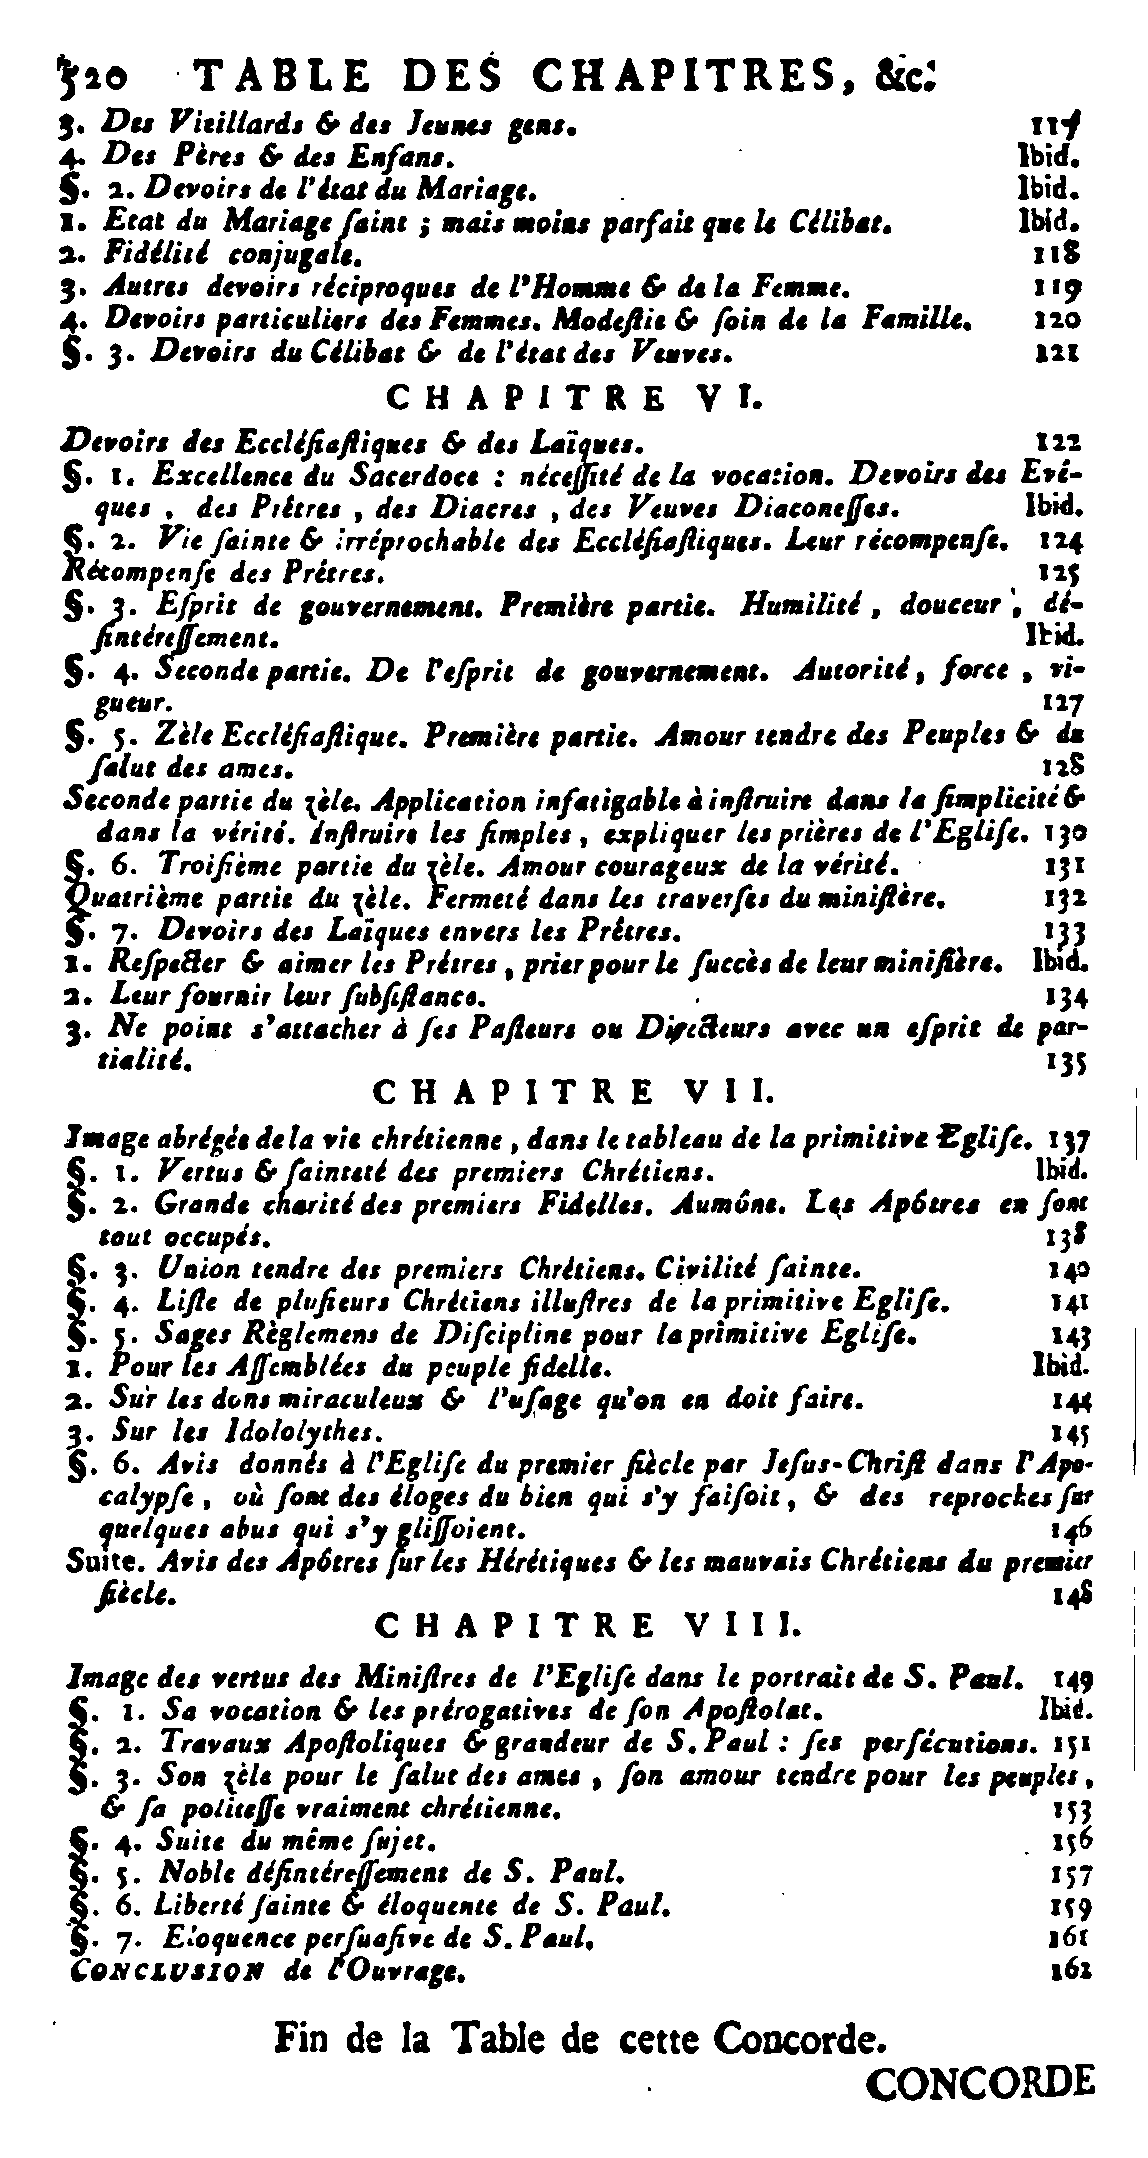 320 TABLE DES CHAPITRES, &c.
3. Des Vieillards & des Jeunes gens. 117
4. Des Pères & des Enfans. Ibid.
§. 2. Devoirs de l'état du Mariage. Ibid.
1. Etat du Mariage ſaint ; mais moins parfait que le Célibat. Ibid.
2. Fidélité conjugale. 118
3. Autres devoirs réciproques de l'Homme & de la Femme. 119
4. Devoirs particuliers des Femmes. Modeſtie & ſoin de la Famille. 120
§. 3. Devoirs du Célibat & de l'état des Veuves. 121
CHAPITRE VI.
Devoirs des Eccléſiaſtiques & des Laïques. 122
§. 1. Excellence du Sacerdoce : néceſſité de la vocation. Devoirs des Evê-
ques, des Prêtres, des Diacres, des Veuves Diaconeſſes. Ibid.
§. 2. Vie ſainte & irréprochable des Eccléſiaſtiques. Leur récompenſe. 124
Récompenſe des Prêtres. 125
§. 3. Eſprit de gouvernement. Première partie. Humilité, douceur, dé-
ſintéreſſement. Ibid.
§. 4. Seconde partie. De l'eſprit de gouvernement. Autorité, force, vi-
gueur. 127
§. 5. Zèle Eccléſiaſtique. Première partie. Amour tendre des Peuples & du
ſalut des ames. 128
Seconde partie du zèle. Application infatigable à inſtruire dans la ſimplicité &
dans la vérité. Inſtruire les ſimples, expliquer les prières de l'Egliſe. 130
§. 6. Troiſième partie du zèle. Amour courageux de la vérité. 131
Quatrième partie du zèle. Fermeté dans les traverſes du miniſtère. 132
§. 7. Devoirs des Laïques envers les Prêtres. 133
1. Reſpecter & aimer les Prêtres, prier pour le ſuccès de leur miniſtère. Ibid.
2. Leur fournir leur ſubſiſtance. 134
3. Ne point s'attacher à ſes Paſteurs ou Directeurs avec un eſprit de par-
tialité. 135
CHAPITRE VII.
Image abrégée de la vie chrétienne, dans le tableau de la primitive Egliſe. 137
§. 1. Vertus & ſainteté des premiers Chrétiens. Ibid.
§. 2. Grande charité des premiers Fidelles. Aumône. Les Apôtres en ſont
tout occupés. 138
§. 3. Union tendre des premiers Chrétiens. Civilité ſainte. 140
§. 4. Liſte de pluſieurs Chrétiens illuſtres de la primitive Egliſe. 141
§. 5. Sages Règlemens de Diſcipline pour la primitive Egliſe. 143
1. Pour les Aſſemblées du peuple fidelle. Ibid.
2. Sur les dons miraculeux & l'uſage qu'on en doit faire. 144
3. Sur les Idololythes. 145
§. 6. Avis donnés à l'Egliſe du premier ſiècle par Jeſus-Chriſt dans l'Apo-
calypſe, où ſont des éloges du bien qui s'y faiſoit, & des reproches ſur
quelques abus qui s'y gliſſoient. 146
Suite. Avis des Apôtres ſur les Hérétiques & les mauvais Chrétiens du premier
ſiècle. 148
CHAPITRE VIII.
Image des vertus des Miniſtres de l'Egliſe dans le portrait de S. Paul. 149
§. 1. Sa vocation & les prérogatives de ſon Apoſtolat. Ibid.
§. 2. Travaux Apoſtoliques & grandeur de S. Paul : ſes perſécutions. 151
§. 3. Son zèle pour le ſalut des ames, ſon amour tendre pour les peuples,
& ſa politeſſe vraiment chrétienne. 153
§. 4. Suite du même ſujet. 156
§. 5. Noble déſintéreſſement de S. Paul. 157
§. 6. Liberté ſainte & éloquente de S. Paul. 159
§. 7. Eloquence perſuaſive de S. Paul. 161
CONCLUSION de l'Ouvrage. 162
Fin de la Table de cette Concorde.
CONCORDE